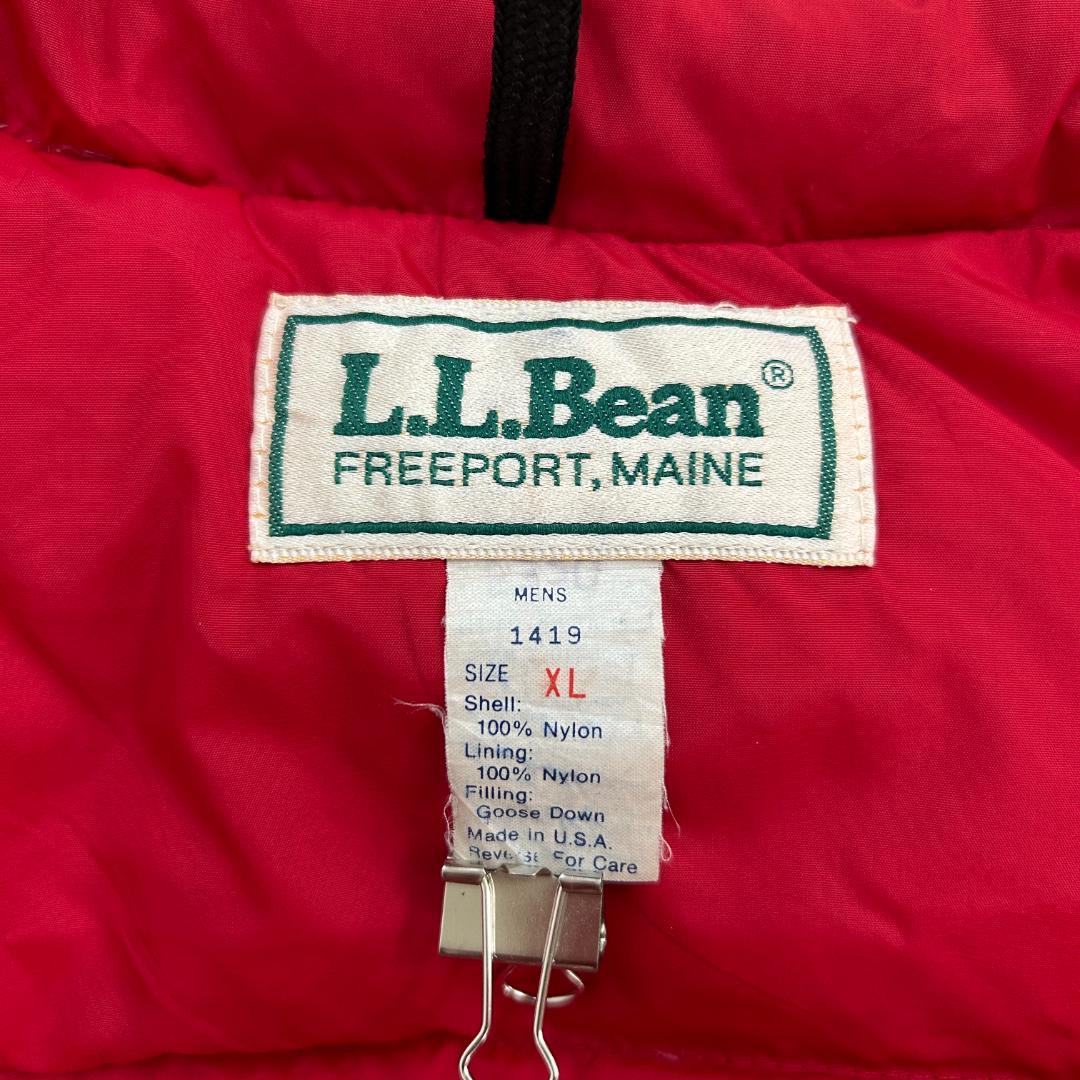 L.L.Bean®
FREEPORT, MAINE
MENS
1419
SIZE XL
Shell:
100% Nylon
Lining:
100% Nylon
Filling:
Goose Down
Made in U.S.A.
Reverse For Care